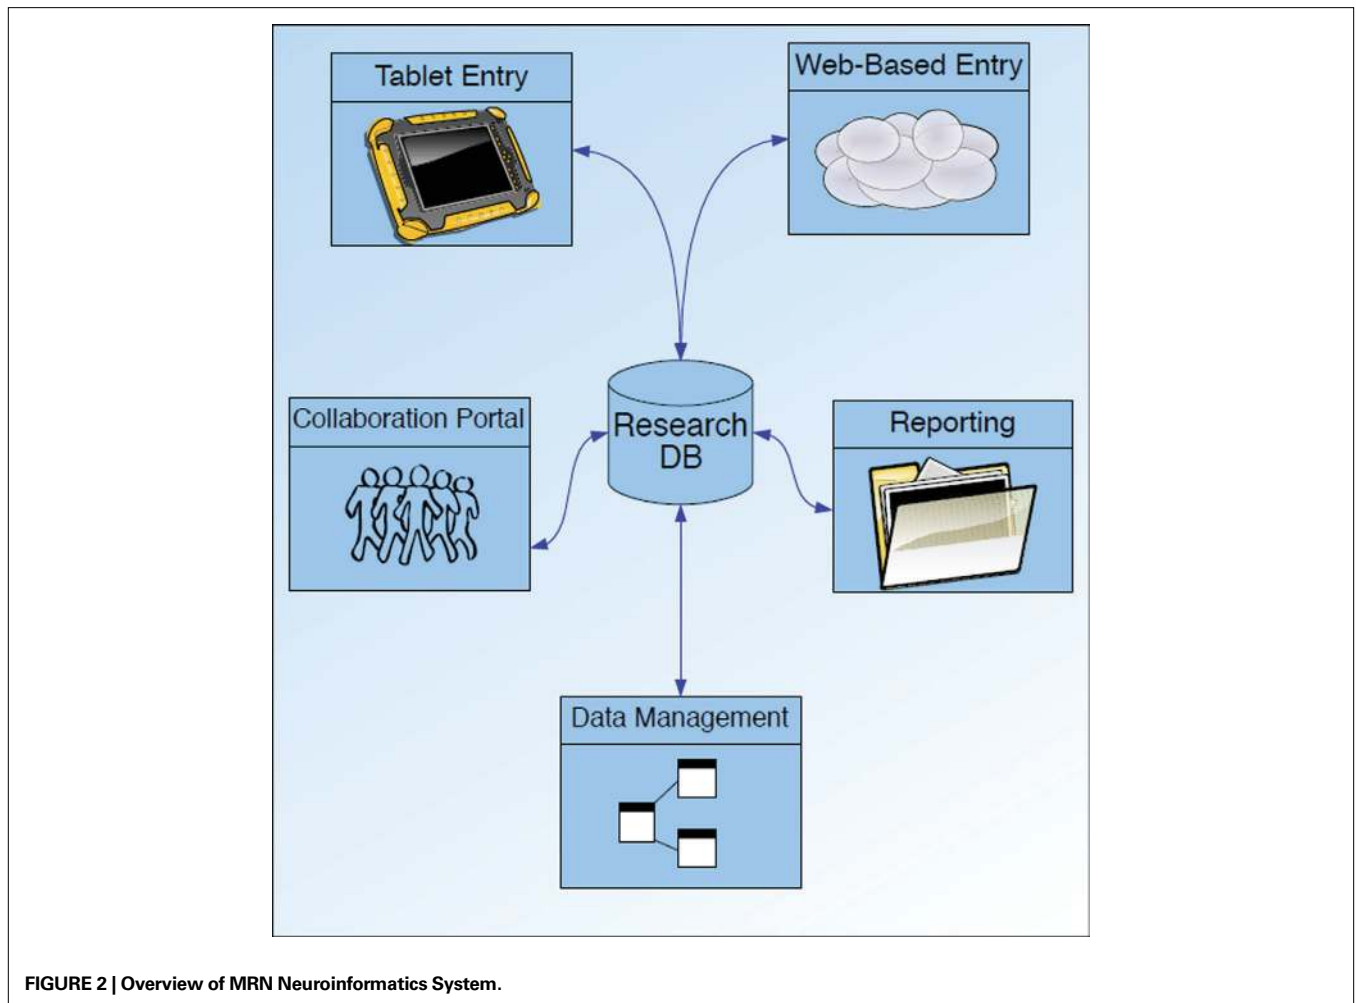 Tablet Entry
Web-Based Entry
Collaboration Portal
Research
DB
Reporting
Data Management
FIGURE 2 | Overview of MRN Neuroinformatics System.